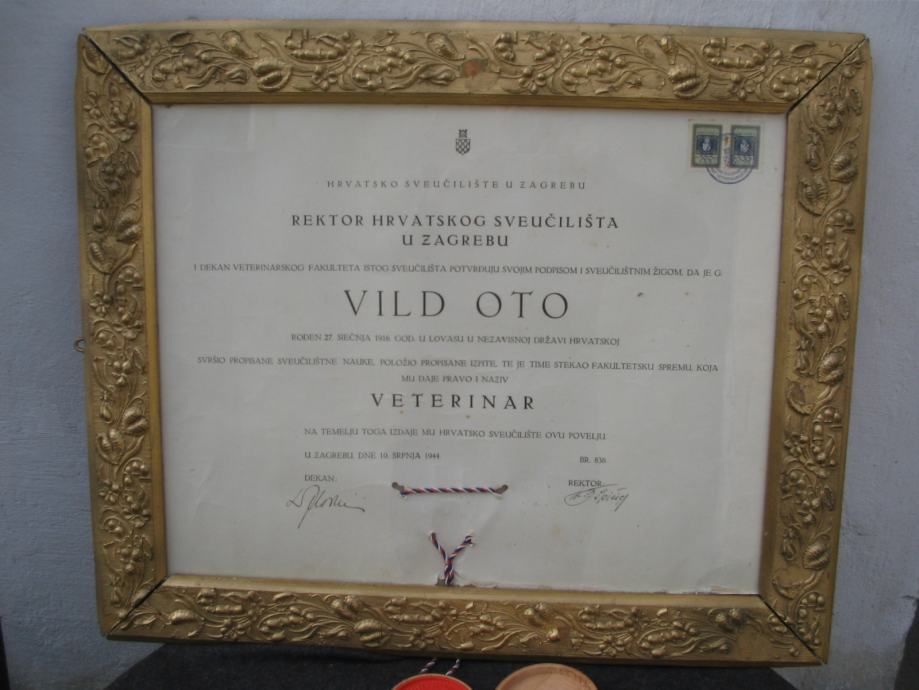 HRVATSKO SVEUČILIŠTE U ZAGREBU
REKTOR HRVATSKOG SVEUČILIŠTA
U ZAGREBU
I DEKAN VETERINARSKOG FAKULTETA ISTOG SVEUČILIŠTA POTVRDUJU SVOJIM PODPISOM I SVEUČILIŠTNIM ŽIGOM, DA JE G.
VILD OTO
RODEN 27. SIEČNJA 1918. GOD. U LOVASU U NEZAVISNOJ DRŽAVI HRVATSKOJ
SVRŠIO PROPISANE SVEUČILIŠTNE NAUKE, POLOŽIO PROPISANE IZPITE, TE JE TIME STEKAO FAKULTETSKU SPREMU, KOJA
MU DAJE PRAVO I NAZIV
VETERINAR
NA TEMELJU TOGA IZDAJE MU HRVATSKO SVEUČILIŠTE OVU POVELJU
U ZAGREBU DNE 10. SRPNJA 1944. BR. 836
DEKAN: REKTOR: